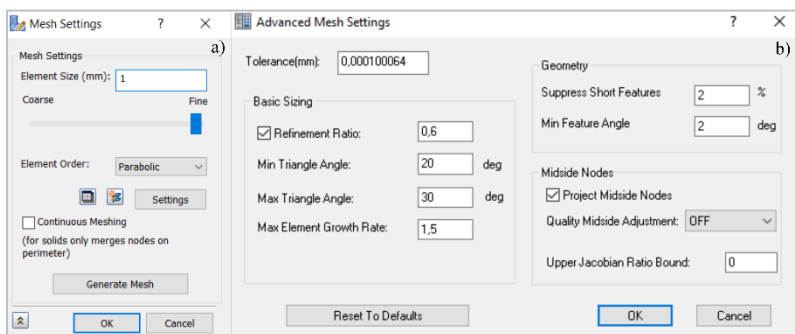 Mesh Settings ? ×
a)
Mesh Settings
Element Size (mm): 1
Coarse Fine
Element Order: Parabolic
Settings
Continuous Meshing
(for solids only merges nodes on
perimeter)
Generate Mesh
OK Cancel
Advanced Mesh Settings ? ×
b)
Tolerance(mm): 0,000100064
Basic Sizing
Refinement Ratio: 0,6
Min Triangle Angle: 20 deg
Max Triangle Angle: 30 deg
Max Element Growth Rate: 1,5
Geometry
Suppress Short Features 2 %
Min Feature Angle 2 deg
Midside Nodes
Project Midside Nodes
Quality Midside Adjustment: OFF
Upper Jacobian Ratio Bound: 0
Reset To Defaults
OK Cancel